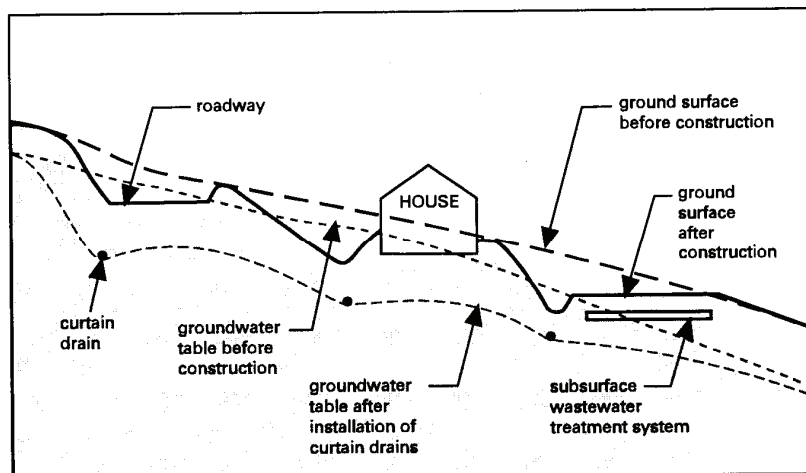 roadway
ground surface
before construction
HOUSE
ground
surface
after
construction
curtain
drain
groundwater
table before
construction
groundwater
table after
installation of
curtain drains
subsurface
wastewater
treatment system